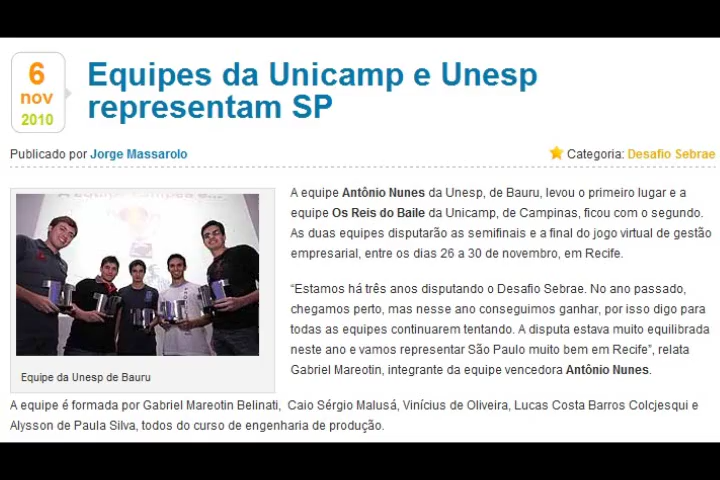 6
nov
2010
Equipes da Unicamp e Unesp
representam SP
Publicado por Jorge Massarolo
Categoria: Desafio Sebrae
A equipe Antônio Nunes da Unesp, de Bauru, levou o primeiro lugar e a
equipe Os Reis do Baile da Unicamp, de Campinas, ficou com o segundo.
As duas equipes disputarão as semifinais e a final do jogo virtual de gestão
empresarial, entre os dias 26 a 30 de novembro, em Recife.
“Estamos há três anos disputando o Desafio Sebrae. No ano passado,
chegamos perto, mas nesse ano conseguimos ganhar, por isso digo para
todas as equipes continuarem tentando. A disputa estava muito equilibrada
neste ano e vamos representar São Paulo muito bem em Recife”, relata
Gabriel Mareotin, integrante da equipe vencedora Antônio Nunes.
Equipe da Unesp de Bauru
A equipe é formada por Gabriel Mareotin Belinati, Caio Sérgio Malusá, Vinícius de Oliveira, Lucas Costa Barros Colcjesqui e
Alysson de Paula Silva, todos do curso de engenharia de produção.